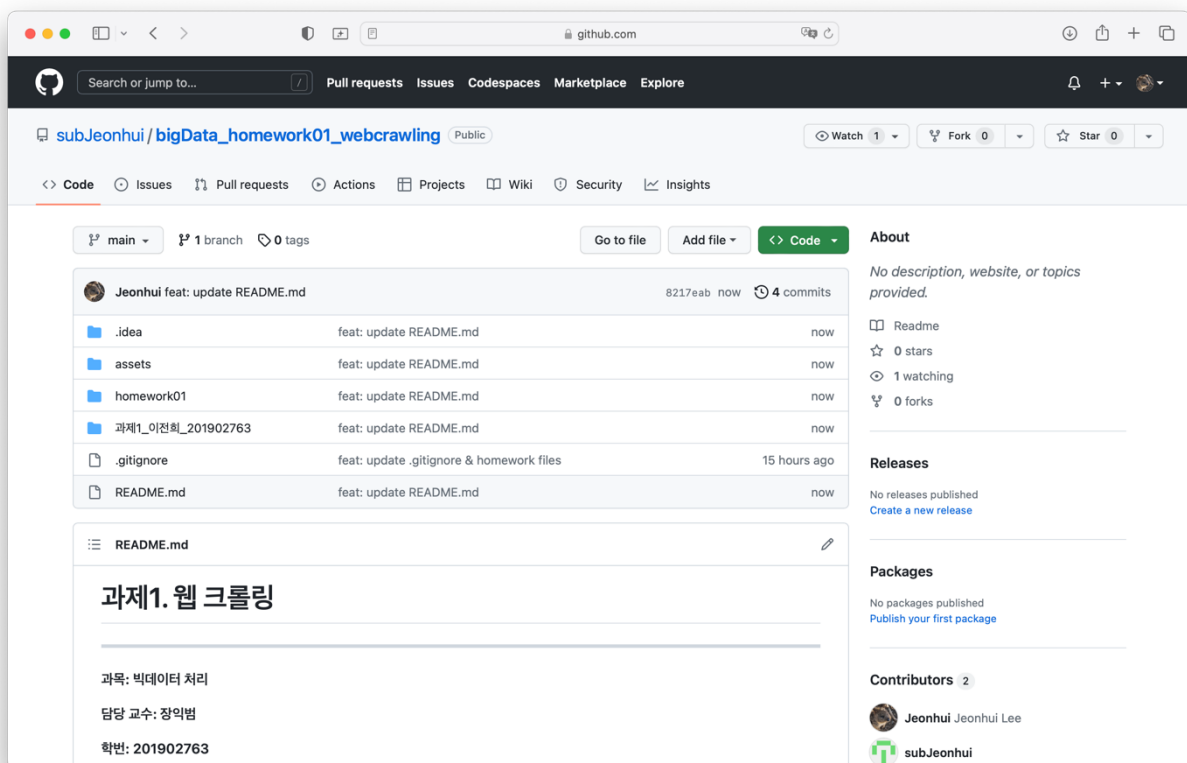 github.com
Search or jump to... /
Pull requests Issues Codespaces Marketplace Explore
subJeonhui / bigData_homework01_webcrawling Public
Watch 1 Fork 0 Star 0
Code Issues Pull requests Actions Projects Wiki Security Insights
main 1 branch 0 tags Go to file Add file Code
Jeonhui feat: update README.md 8217eab now 4 commits
.idea feat: update README.md now
assets feat: update README.md now
homework01 feat: update README.md now
과제1_이전희_201902763 feat: update README.md now
.gitignore feat: update .gitignore & homework files 15 hours ago
README.md feat: update README.md now
README.md
과제1. 웹 크롤링
과목: 빅데이터 처리
담당 교수: 장익범
학번: 201902763
About
No description, website, or topics
provided.
Readme
0 stars
1 watching
0 forks
Releases
No releases published
Create a new release
Packages
No packages published
Publish your first package
Contributors 2
Jeonhui Jeonhui Lee
subJeonhui